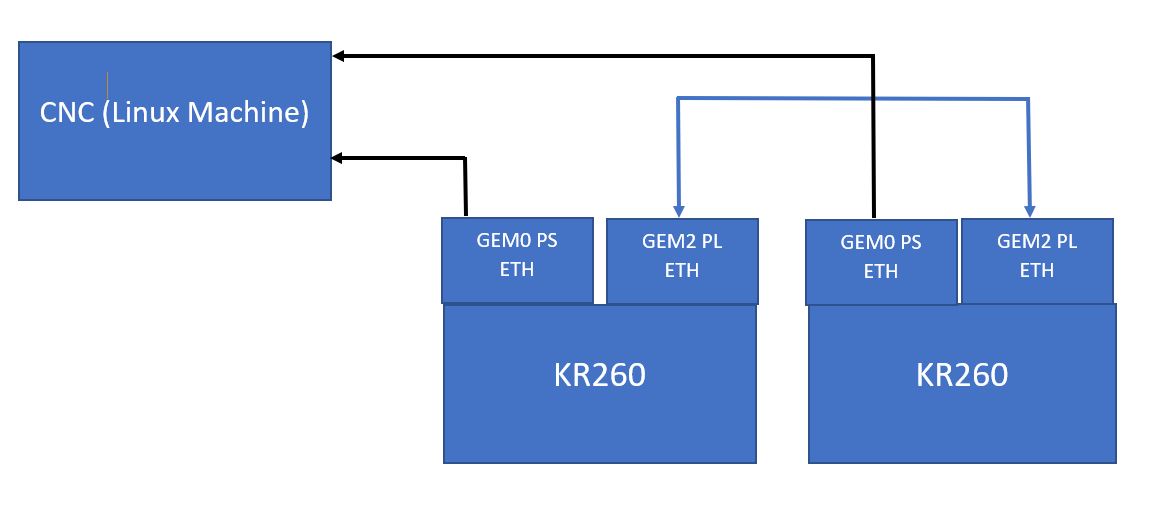 CNC (Linux Machine)
GEM0 PS
ETH
GEM2 PL
ETH
GEM0 PS
ETH
GEM2 PL
ETH
KR260
KR260